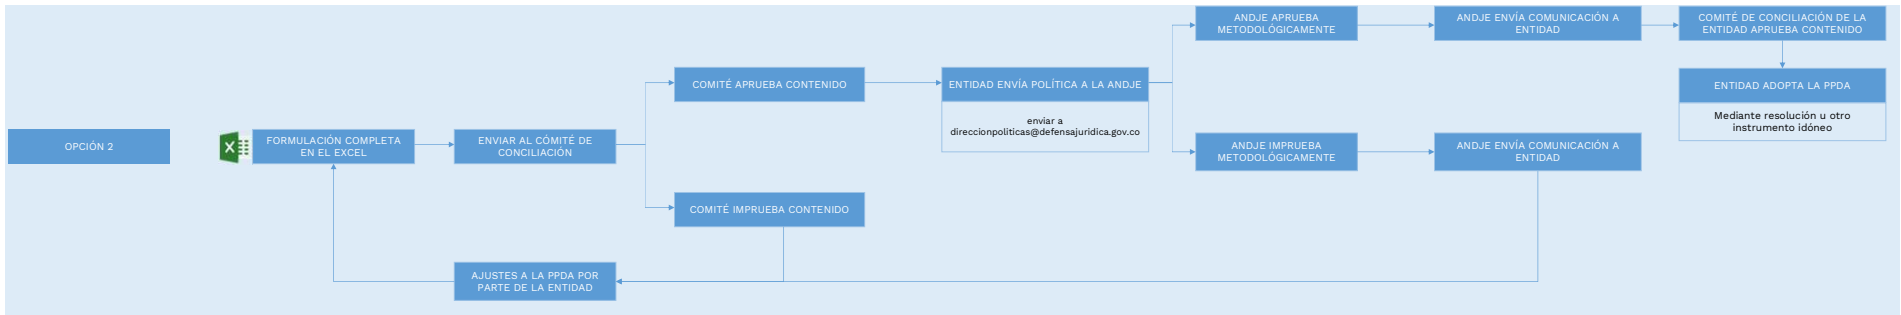 OPCIÓN 2
FORMULACIÓN COMPLETA
EN EL EXCEL
ENVIAR AL CÓMITÉ DE
CONCILIACIÓN
COMITÉ APRUEBA CONTENIDO
COMITÉ IMPRUEBA CONTENIDO
AJUSTES A LA PPDA POR
PARTE DE LA ENTIDAD
ENTIDAD ENVÍA POLÍTICA A LA ANDJE
enviar a
direccionpoliticas@defensajuridica.gov.co
ANDJE APRUEBA
METODOLÓGICAMENTE
ANDJE ENVÍA COMUNICACIÓN A
ENTIDAD
COMITÉ DE CONCILIACIÓN DE LA
ENTIDAD APRUEBA CONTENIDO
ENTIDAD ADOPTA LA PPDA
Mediante resolución u otro
instrumento idóneo
ANDJE IMPRUEBA
METODOLÓGICAMENTE
ANDJE ENVÍA COMUNICACIÓN A
ENTIDAD